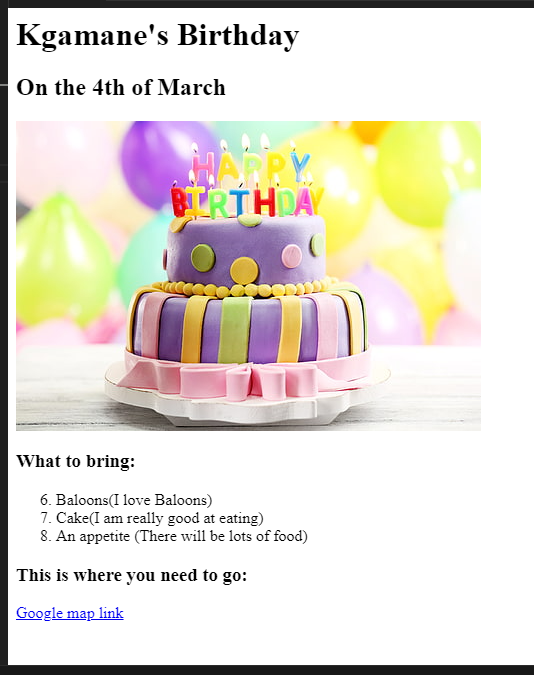 Kgamane's Birthday
On the 4th of March
HAPPY
BIRTHDAY
What to bring:
6. Baloons(I love Baloons)
7. Cake(I am really good at eating)
8. An appetite (There will be lots of food)
This is where you need to go:
Google map link